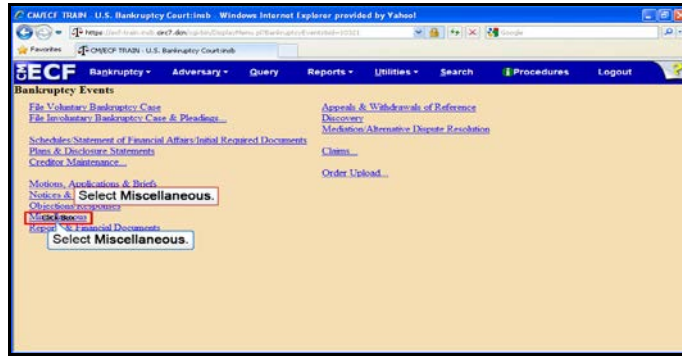 CM/ECF TRAIN - U.S. Bankruptcy Court:insb - Windows Internet Explorer provided by Yahoo!
Google
Favorites CM/ECF TRAIN - U.S. Bankruptcy Court:insb
ECF Bankruptcy Adversary Query Reports Utilities Search Procedures Logout
Bankruptcy Events
File Voluntary Bankruptcy Case
File Involuntary Bankruptcy Case & Pleadings...
Schedules/Statement of Financial Affairs/Initial Required Documents
Plans & Disclosure Statements
Creditor Maintenance...
Motions, Applications & Briefs
Notices &
Select Miscellaneous.
Objections/Responses
Select Miscellaneous.
Appeals & Withdrawals of Reference
Discovery
Mediation/Alternative Dispute Resolution
Claims...
Order Upload...